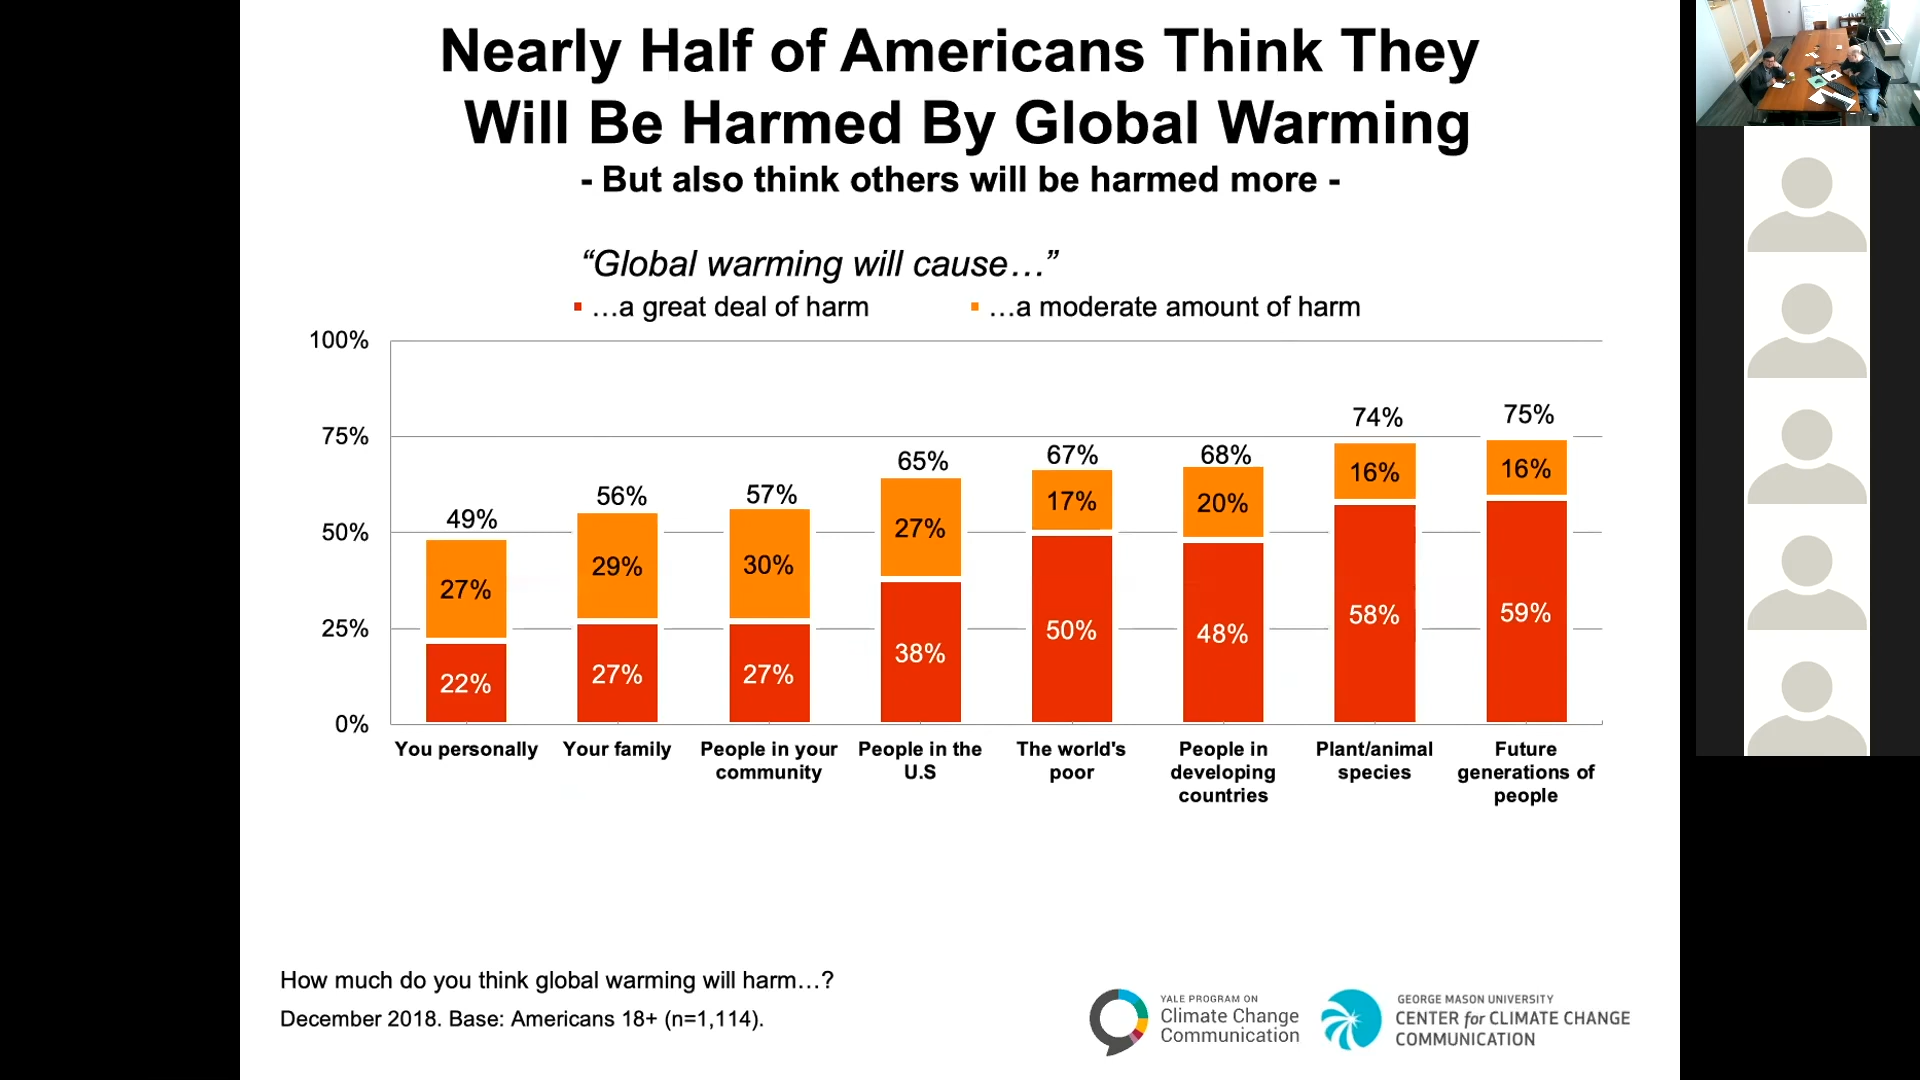 Nearly Half of Americans Think They
Will Be Harmed By Global Warming
- But also think others will be harmed more -
“Global warming will cause…”
…a great deal of harm
…a moderate amount of harm
100%
75%
50%
25%
0%
49%
27%
22%
56%
29%
27%
57%
30%
27%
65%
27%
38%
67%
17%
50%
68%
20%
48%
74%
16%
58%
75%
16%
59%
You personally
Your family
People in your
community
People in the
U.S
The world's
poor
People in
developing
countries
Plant/animal
species
Future
generations of
people
How much do you think global warming will harm…?
December 2018. Base: Americans 18+ (n=1,114).
YALE PROGRAM ON
Climate Change
Communication
GEORGE MASON UNIVERSITY
CENTER for CLIMATE CHANGE
COMMUNICATION